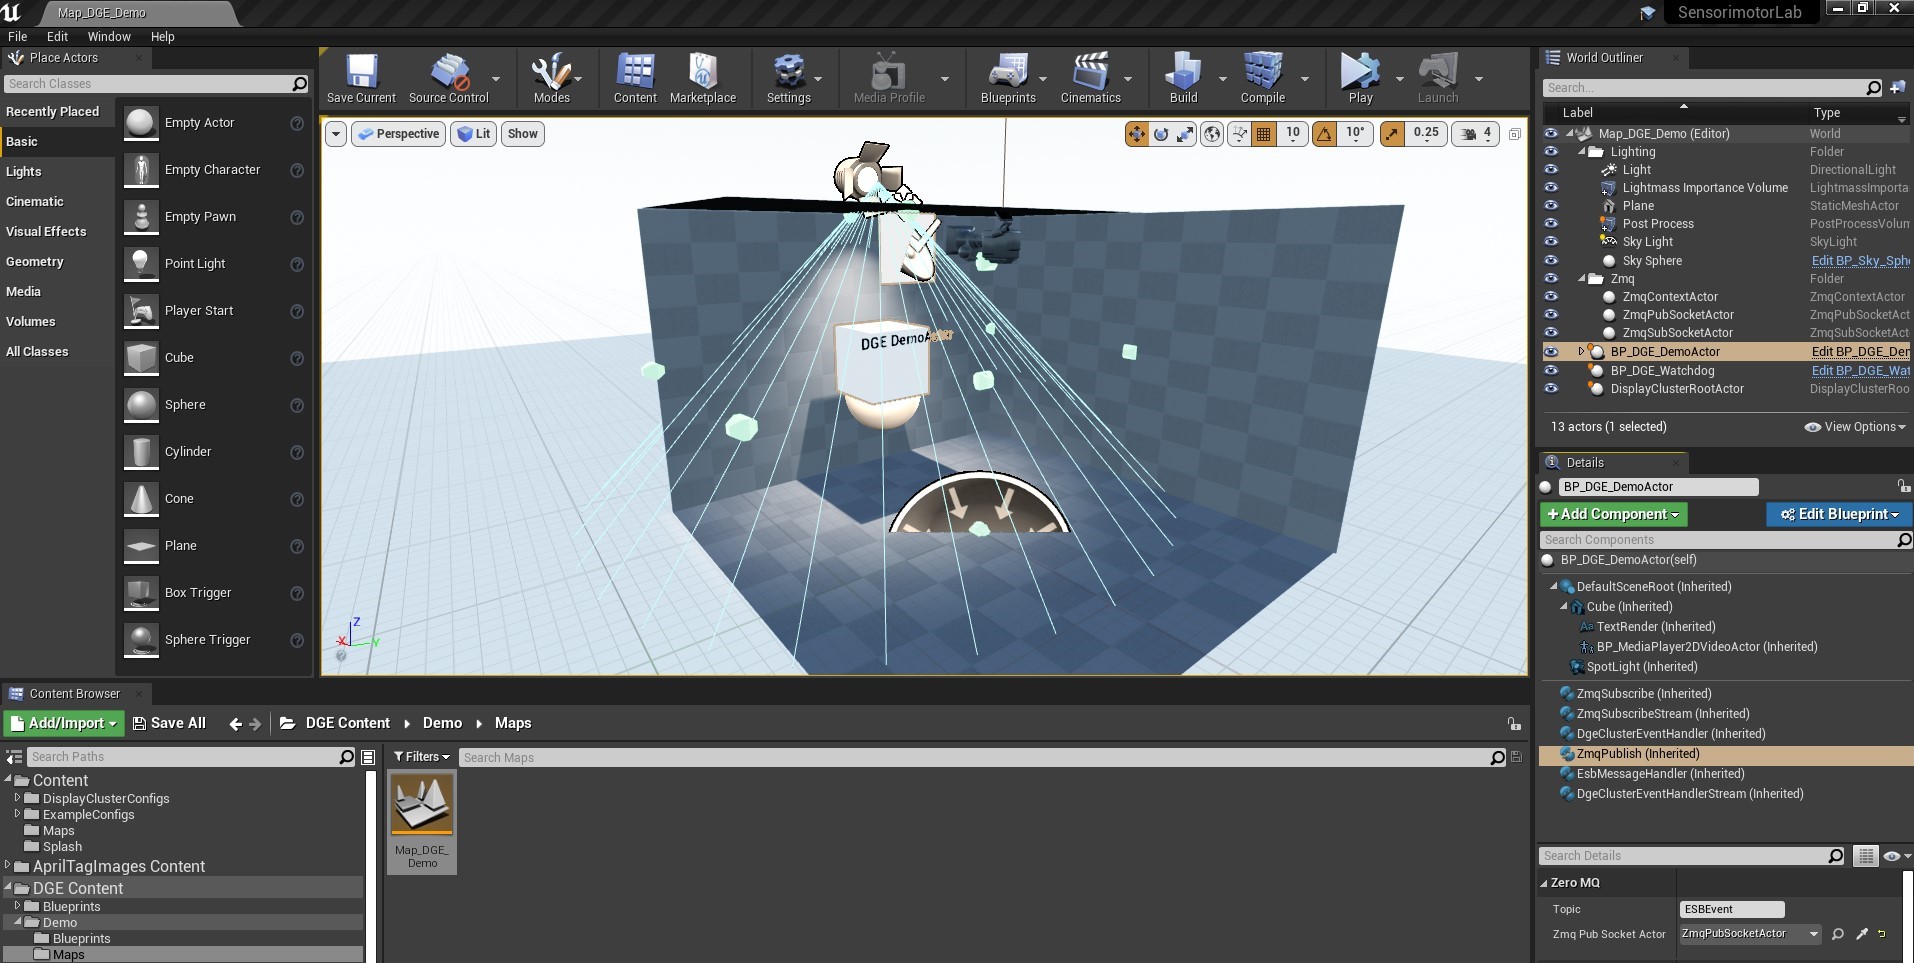 Map_DGE_Demo
SensorimotorLab
File Edit Window Help
Place Actors
Search Classes
Recently Placed
Basic
Lights
Cinematic
Visual Effects
Geometry
Media
Volumes
All Classes
Empty Actor
Empty Character
Empty Pawn
Point Light
Player Start
Cube
Sphere
Cylinder
Cone
Plane
Box Trigger
Sphere Trigger
Save Current Source Control Modes Content Marketplace Settings Media Profile Blueprints Cinematics Build Compile Play Launch
Perspective Lit Show 10 10° 0.25 4
DGE Demo
Z
X Y
World Outliner
Search...
Label Type
Map_DGE_Demo (Editor) World
Lighting Folder
Light DirectionalLight
Lightmass Importance Volume LightmassImporta
Plane StaticMeshActor
Post Process PostProcessVolum
Sky Light SkyLight
Sky Sphere Edit BP_Sky_Sph
Zmq Folder
ZmqContextActor ZmqContextActor
ZmqPubSocketActor ZmqPubSocketAct
ZmqSubSocketActor ZmqSubSocketAct
BP_DGE_DemoActor Edit BP_DGE_Der
BP_DGE_Watchdog Edit BP_DGE_Wat
DisplayClusterRootActor DisplayClusterRoo
13 actors (1 selected) View Options
Details
BP_DGE_DemoActor
+Add Component Edit Blueprint
Search Components
BP_DGE_DemoActor(self)
DefaultSceneRoot (Inherited)
Cube (Inherited)
Aa TextRender (Inherited)
BP_MediaPlayer2DVideoActor (Inherited)
SpotLight (Inherited)
ZmqSubscribe (Inherited)
ZmqSubscribeStream (Inherited)
DgeClusterEventHandler (Inherited)
ZmqPublish (Inherited)
EsbMessageHandler (Inherited)
DgeClusterEventHandlerStream (Inherited)
Search Details
Zero MQ
Topic ESBEvent
Zmq Pub Socket Actor ZmqPubSocketActor
Content Browser
Add/Import Save All DGE Content Demo Maps
Search Paths
Filters Search Maps
Content
DisplayClusterConfigs
ExampleConfigs
Maps
Splash
AprilTagImages Content
DGE Content
Blueprints
Demo
Blueprints
Maps
Map_DGE_
Demo